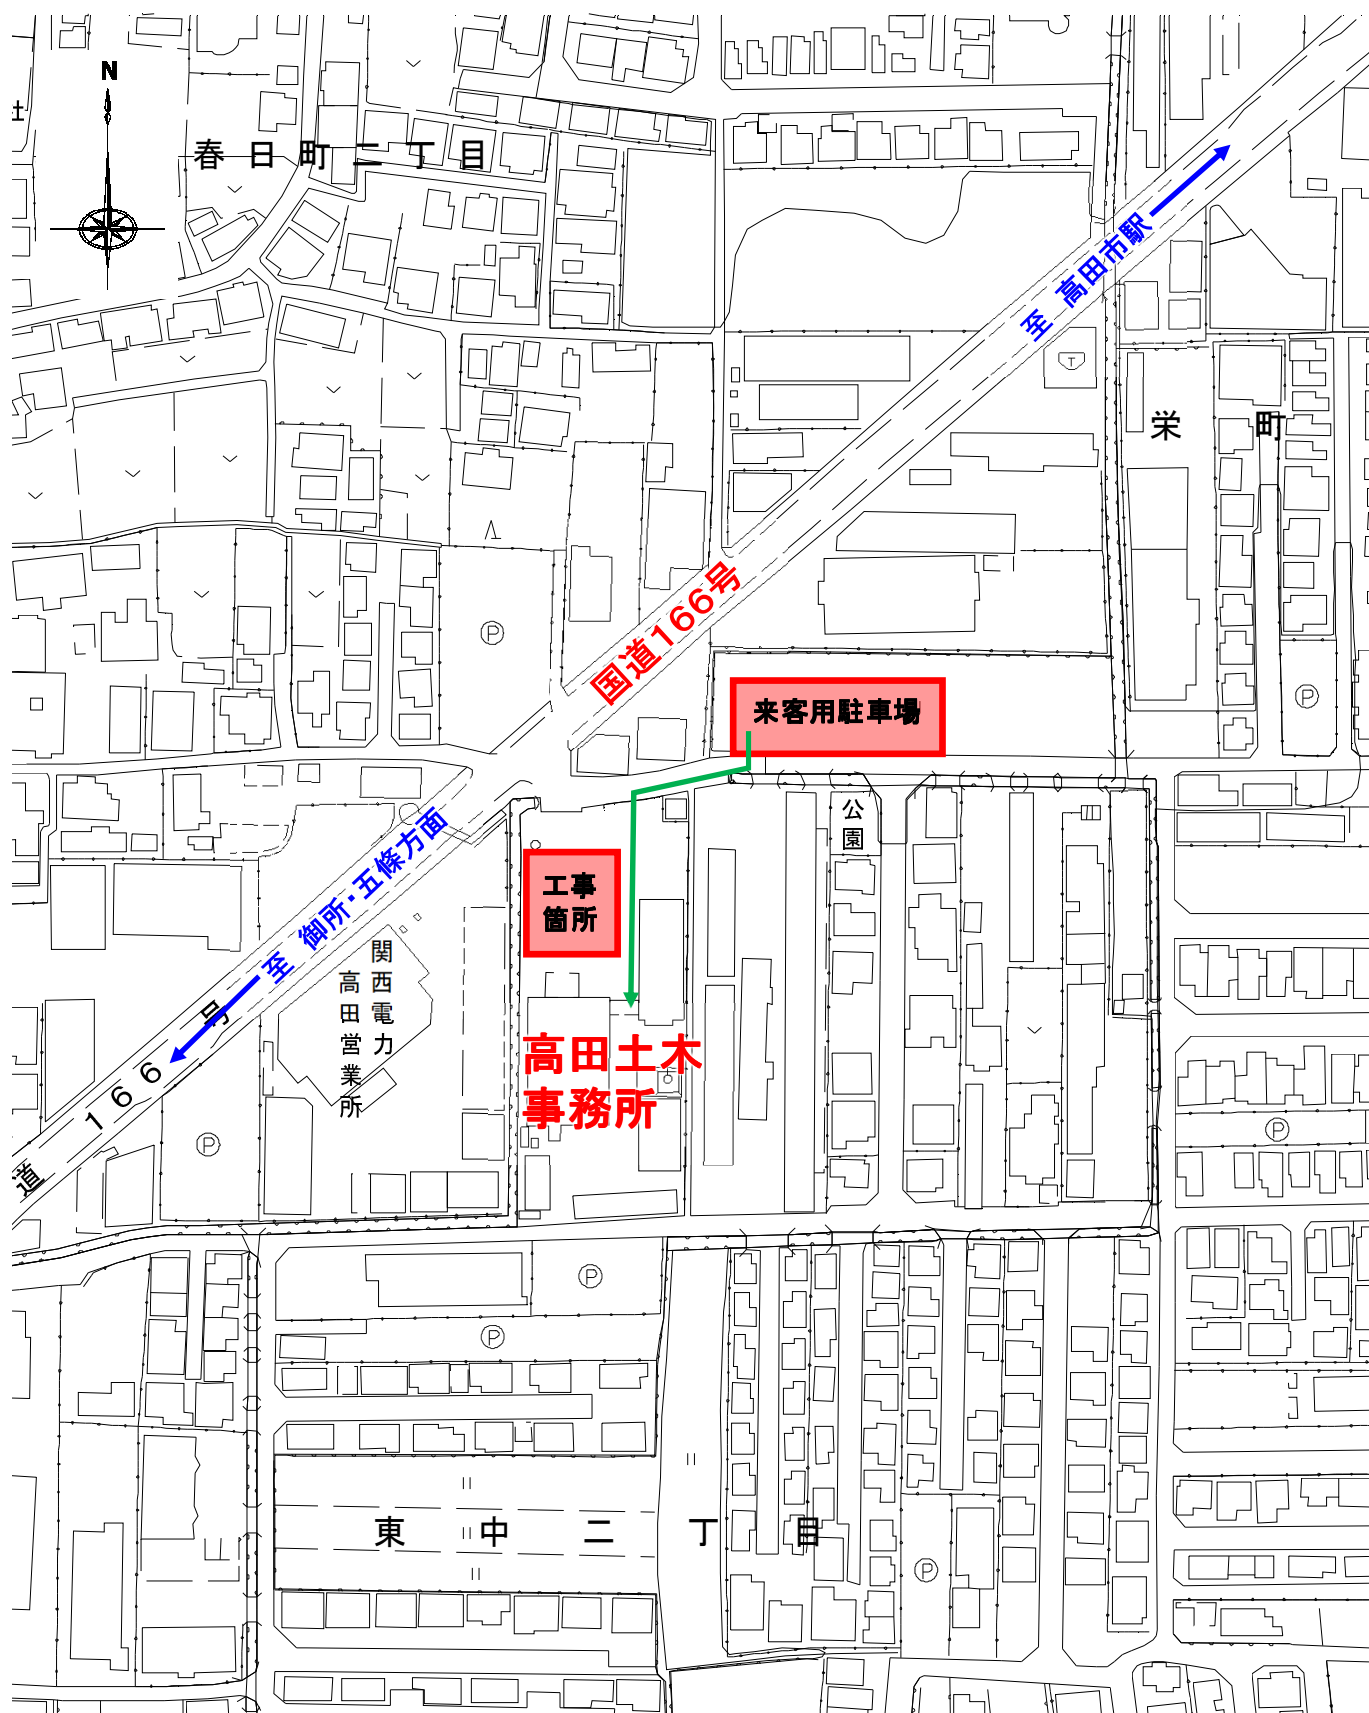 N
社
春日町二丁目
至 高田市駅
栄町
国道166号
P
P
来客用駐車場
公園
工事
箇所
至 御所・五條方面
関西電力
高田営業所
道 166号
高田土木
事務所
P
P
P
P
東中二丁目
P